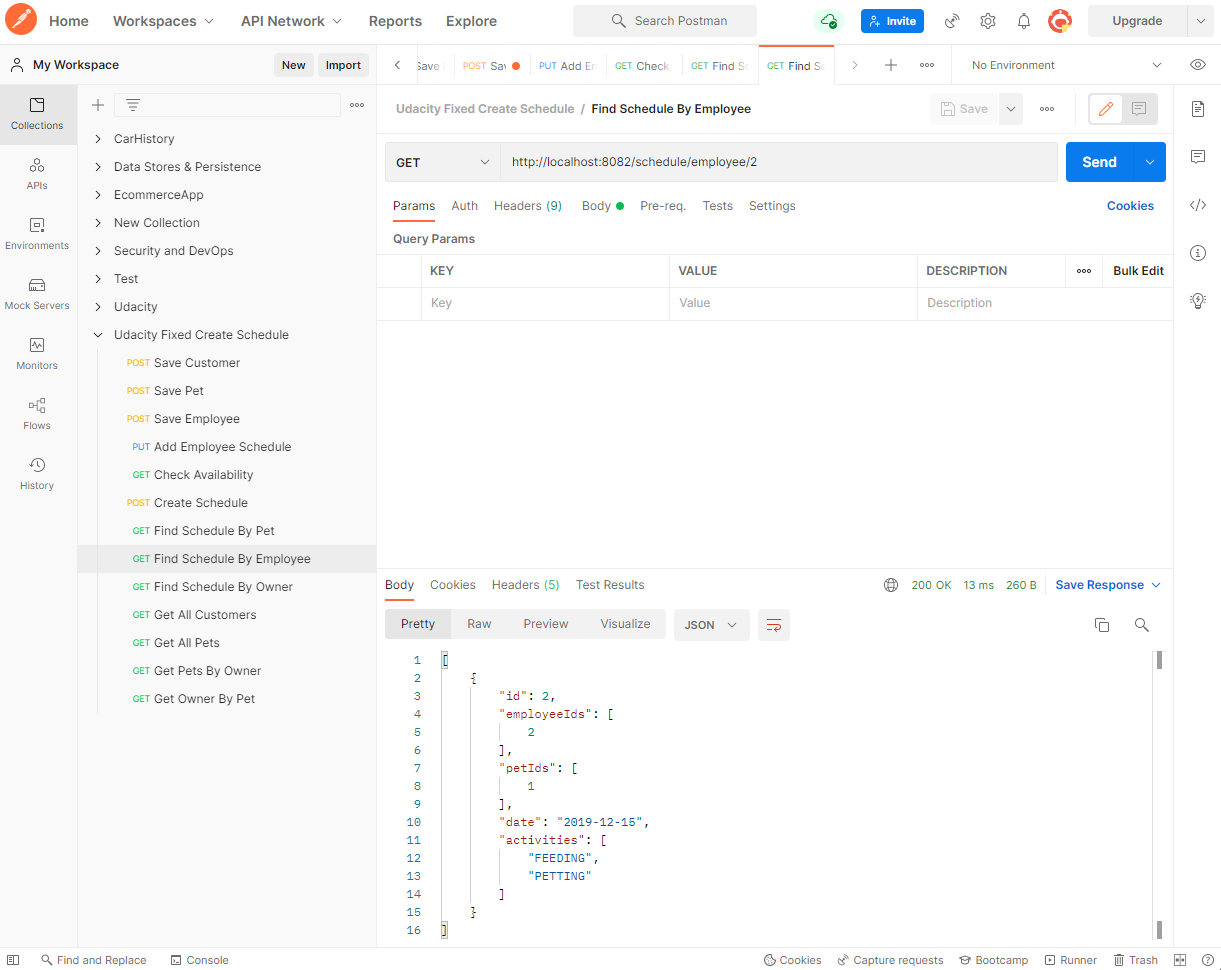 Home
Workspaces
API Network
Reports
Explore
Search Postman
Invite
Upgrade
My Workspace
New
Import
Save
POST Sav
PUT Add En
GET Check
GET Find Sc
GET Find Sc
No Environment
Collections
APIs
Environments
Mock Servers
Monitors
Flows
History
CarHistory
Data Stores & Persistence
EcommerceApp
New Collection
Security and DevOps
Test
Udacity
Udacity Fixed Create Schedule
POST Save Customer
POST Save Pet
POST Save Employee
PUT Add Employee Schedule
GET Check Availability
POST Create Schedule
GET Find Schedule By Pet
GET Find Schedule By Employee
GET Find Schedule By Owner
GET Get All Customers
GET Get All Pets
GET Get Pets By Owner
GET Get Owner By Pet
Udacity Fixed Create Schedule / Find Schedule By Employee
Save
GET
http://localhost:8082/schedule/employee/2
Send
Params Auth Headers (9) Body Pre-req. Tests Settings
Cookies
Query Params
KEY VALUE DESCRIPTION
Bulk Edit
Key Value Description
Body Cookies Headers (5) Test Results
200 OK 13 ms 260 B
Save Response
Pretty Raw Preview Visualize
JSON
1 [
2 {
3 "id": 2,
4 "employeeIds": [
5 2
6 ],
7 "petIds": [
8 1
9 ],
10 "date": "2019-12-15",
11 "activities": [
12 "FEEDING",
13 "PETTING"
14 ]
15 }
16 ]
Find and Replace
Console
Cookies
Capture requests
Bootcamp
Runner
Trash